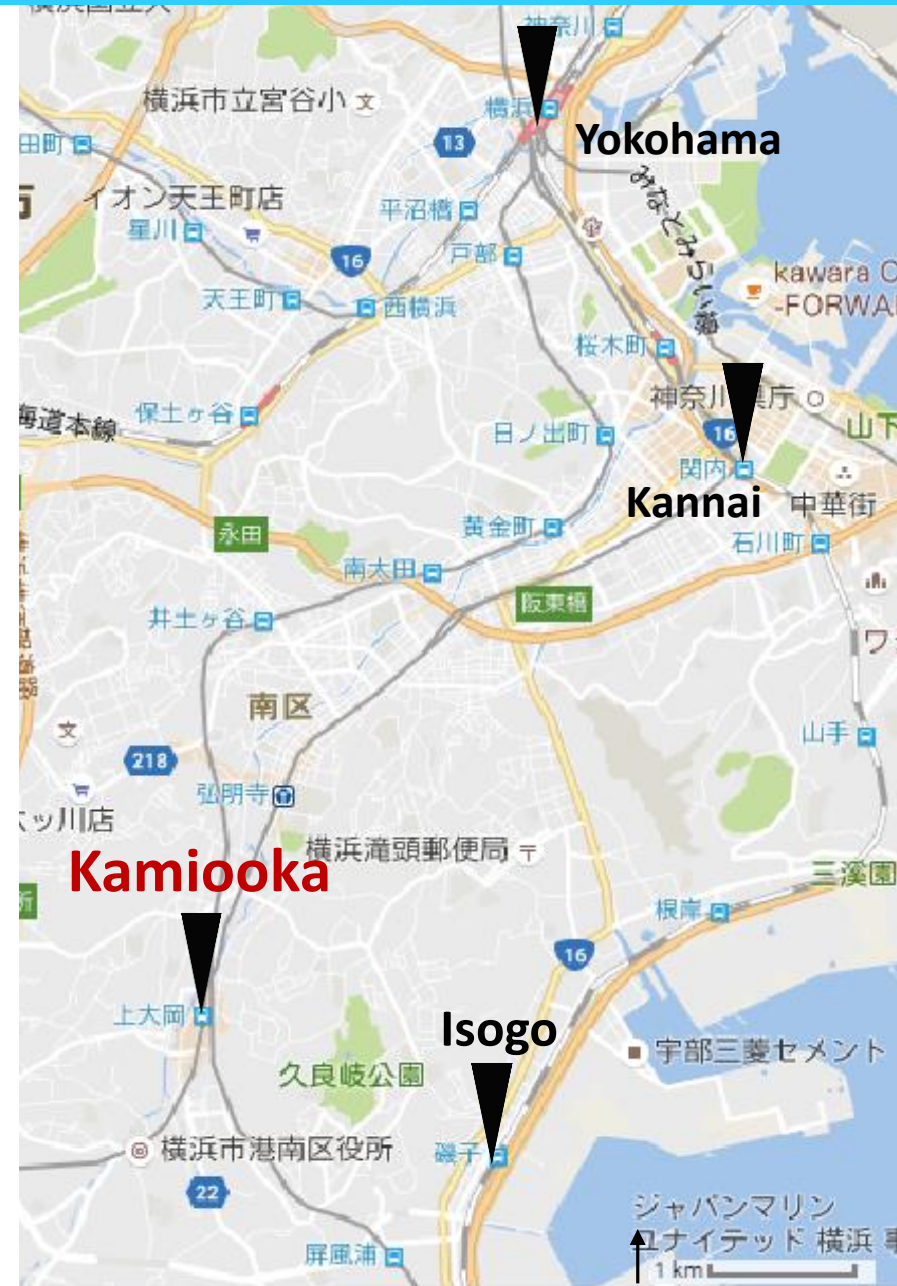 神奈川
横浜市立宮谷小 文
横浜
13
Yokohama
田町
イオン天王町店
平沼橋
みなとみらい線
星川
16
戸部
kawara
-FORWA
天王町
西横浜
桜木町
神奈川県庁
保土ヶ谷
海道本線
日ノ出町
16
山下
関内
Kannai
中華街
永田
黄金町
石川町
南太田
阪東橋
井土ヶ谷
ワ
南区
文
山手
218
弘明寺
ッ川店
横浜滝頭郵便局 〒
Kamiooka
三溪園
根岸
16
上大岡
Isogo
宇部三菱セメント
久良岐公園
横浜市港南区役所
磯子
22
ジャパンマリン
ユナイテッド 横浜 事
屏風浦
1 km